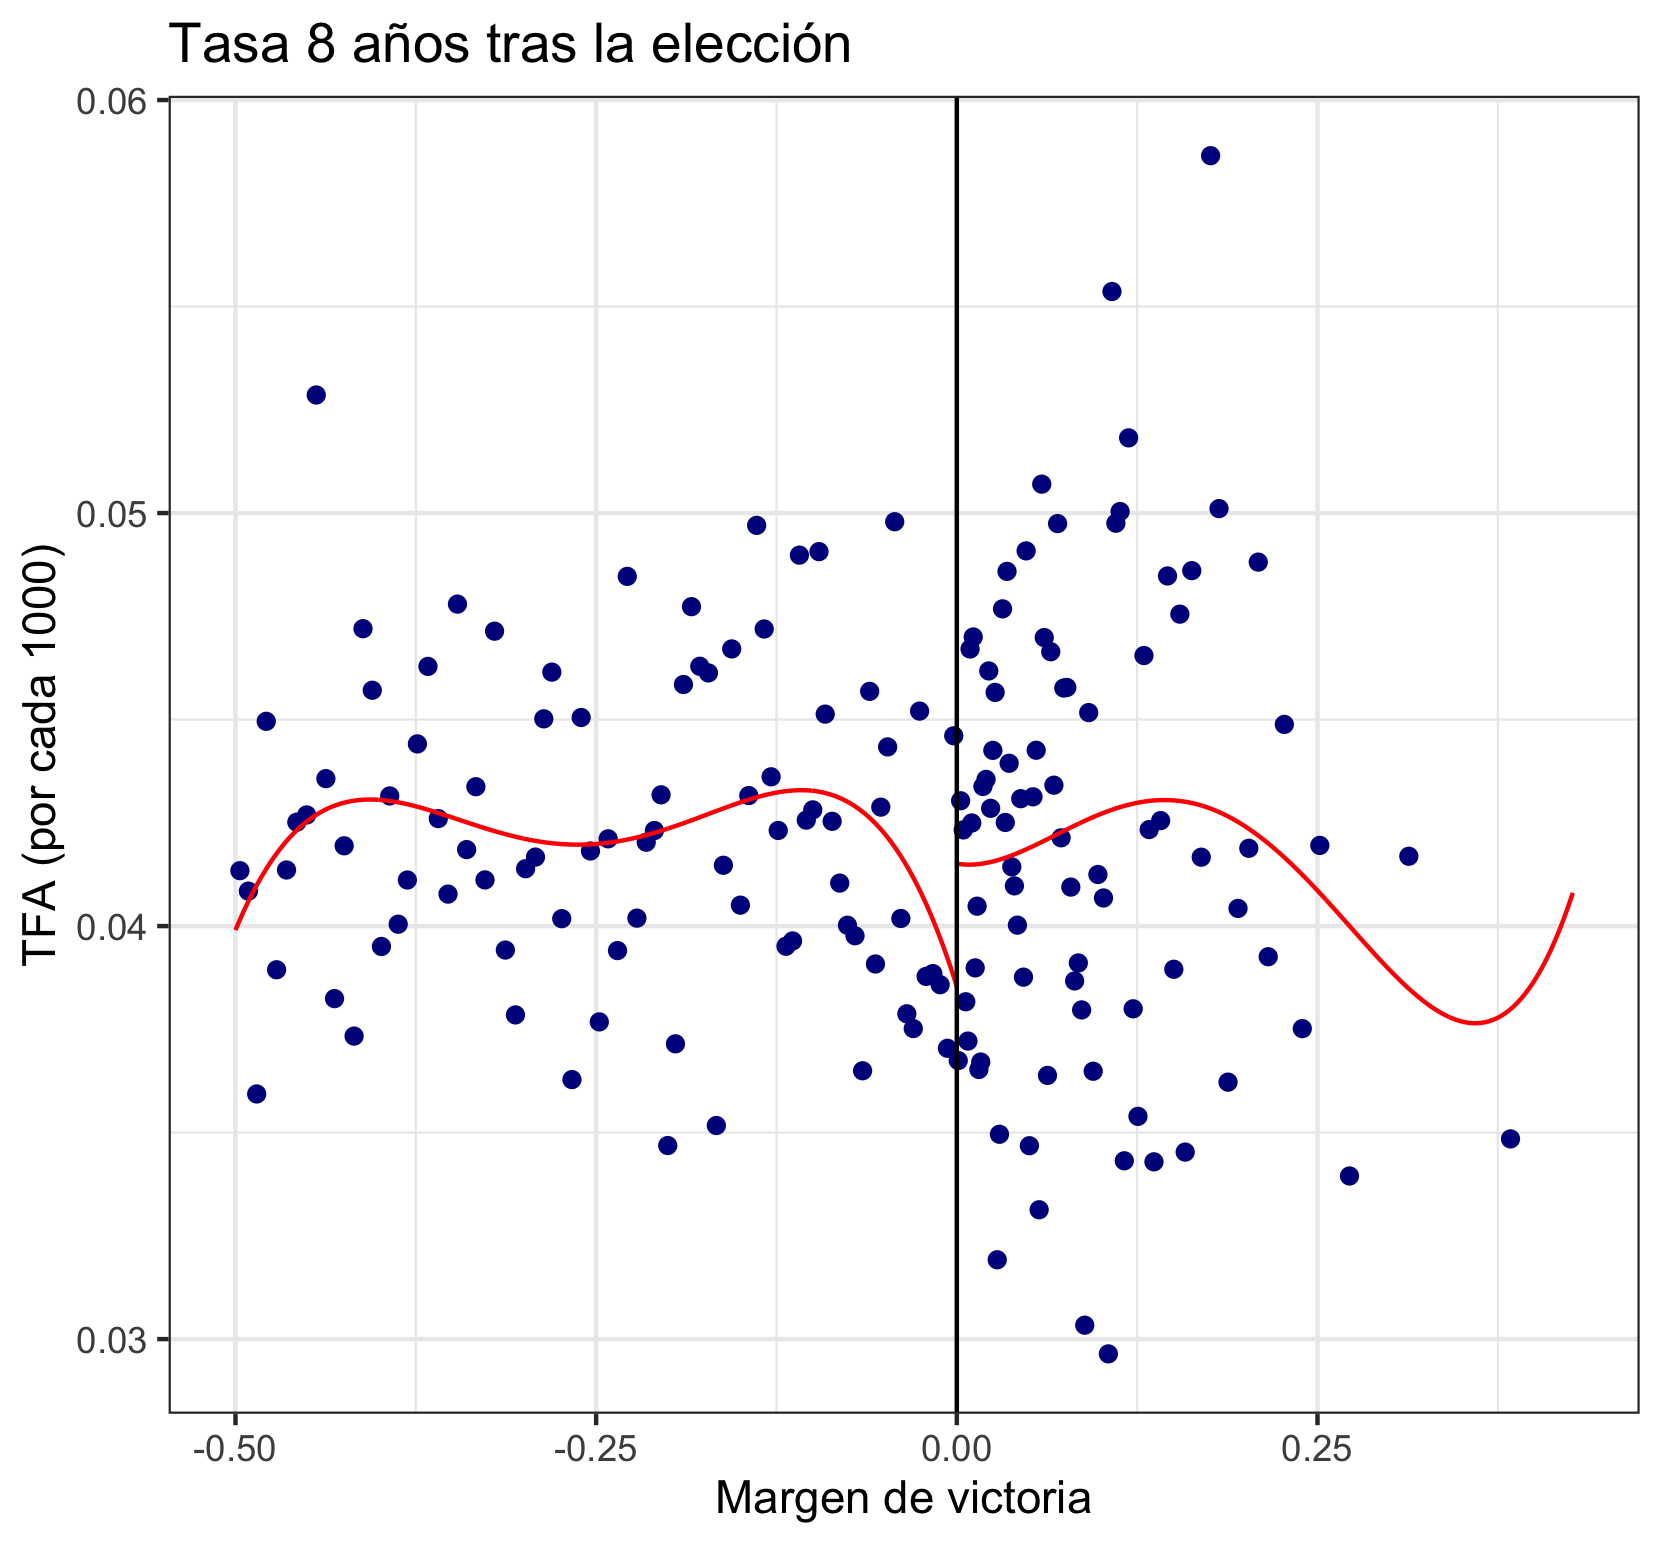 Tasa 8 años tras la elección
0.06
0.05
0.04
0.03
TFA (por cada 1000)
-0.50
-0.25
0.00
0.25
Margen de victoria